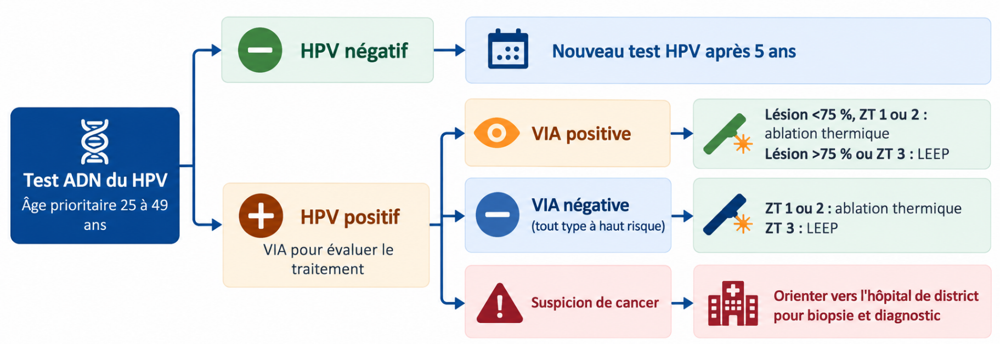 HPV négatif
Nouveau test HPV après 5 ans
Test ADN du HPV
Âge prioritaire 25 à 49
ans
HPV positif
VIA pour évaluer le
traitement
VIA positive
Lésion <75 %, ZT 1 ou 2 :
ablation thermique
Lésion >75 % ou ZT 3 : LEEP
VIA négative
(tout type à haut risque)
ZT 1 ou 2 : ablation thermique
ZT 3 : LEEP
Suspicion de cancer
Orienter vers l'hôpital de district
pour biopsie et diagnostic